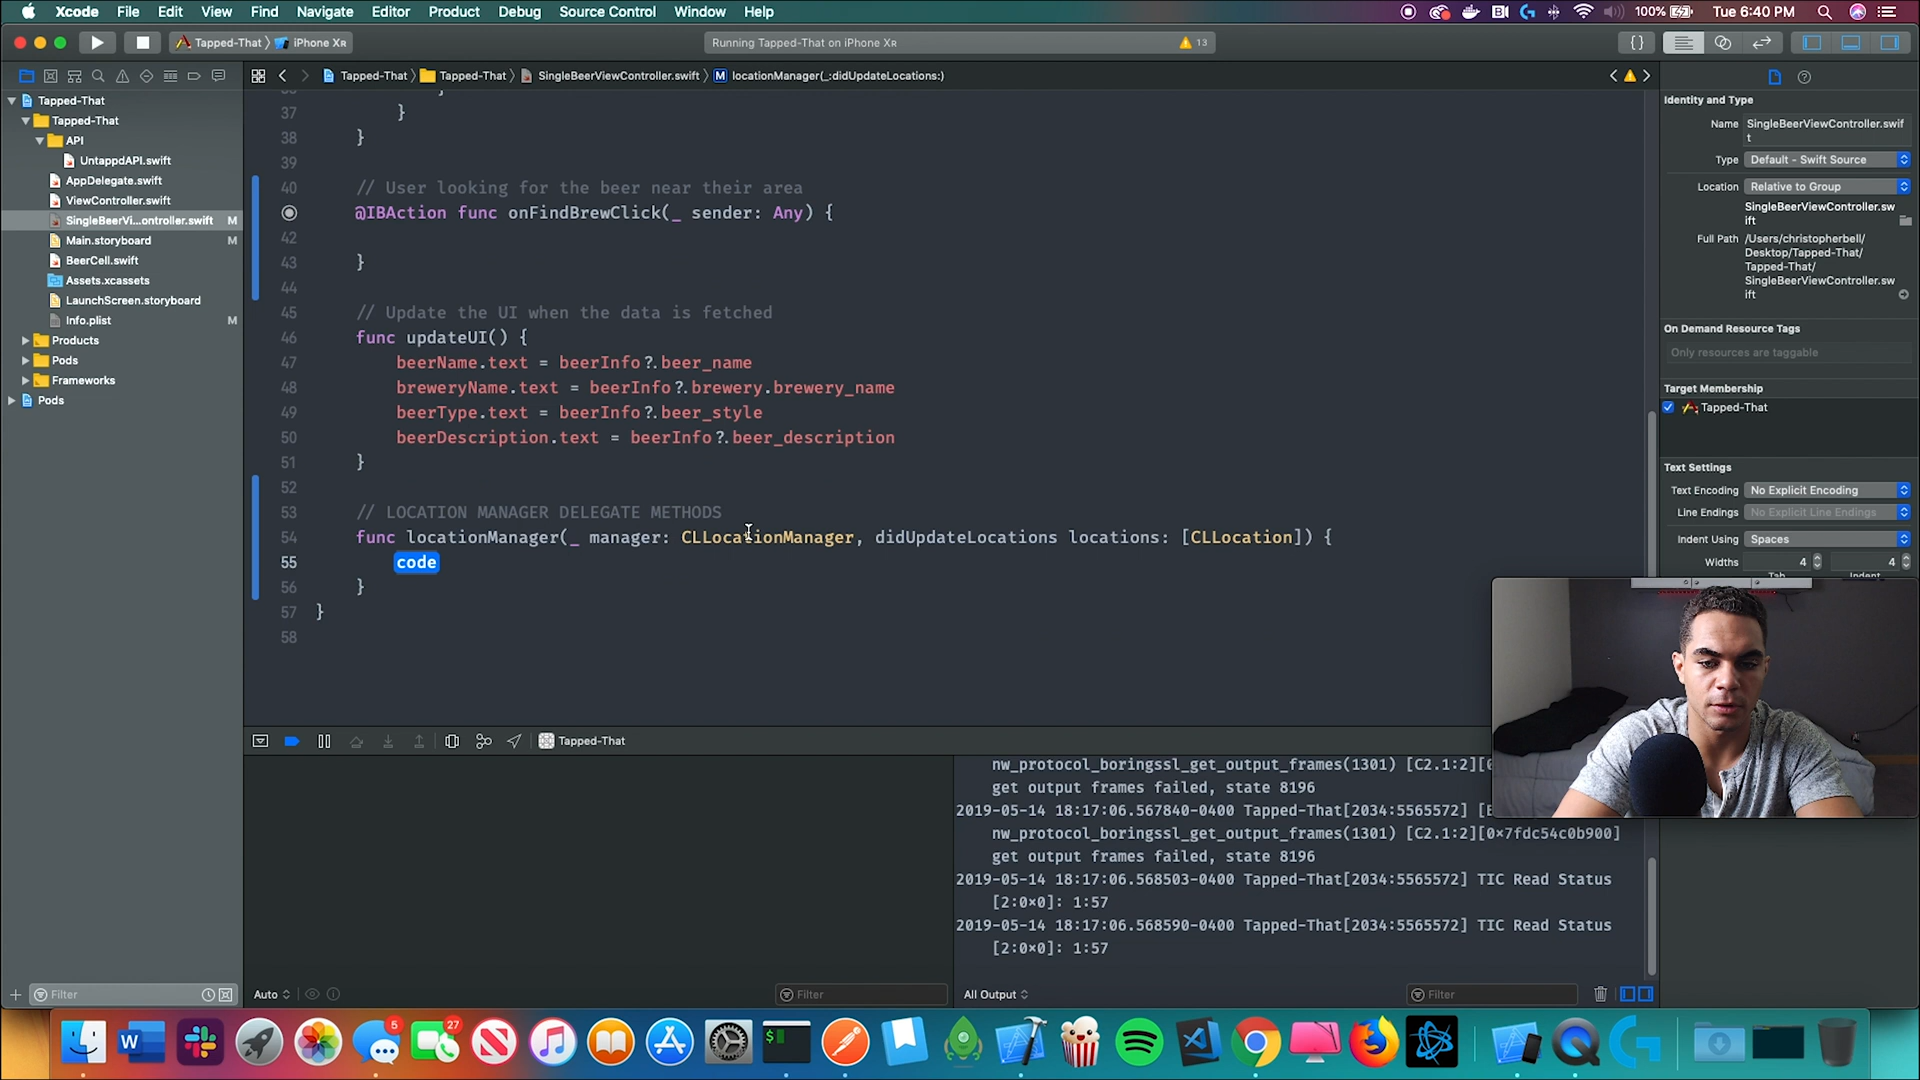 Xcode File Edit View Find Navigate Editor Product Debug Source Control Window Help
100% Tue 6:40 PM
Tapped-That iPhone XR
Running Tapped-That on iPhone XR
13
Tapped-That Tapped-That SingleBeerViewController.swift M locationManager(_:didUpdateLocations:)
Tapped-That
Tapped-That
API
UntappdAPI.swift
AppDelegate.swift
ViewController.swift
SingleBeerVi...ontroller.swift M
Main.storyboard M
BeerCell.swift
Assets.xcassets
LaunchScreen.storyboard
Info.plist M
Products
Pods
Frameworks
Pods
37 }
38 }
39
40 // User looking for the beer near their area
@IBAction func onFindBrewClick(_ sender: Any) {
42
43 }
44
45 // Update the UI when the data is fetched
46 func updateUI() {
47 beerName.text = beerInfo?.beer_name
48 breweryName.text = beerInfo?.brewery.brewery_name
49 beerType.text = beerInfo?.beer_style
50 beerDescription.text = beerInfo?.beer_description
51 }
52
53 // LOCATION MANAGER DELEGATE METHODS
54 func locationManager(_ manager: CLLocationManager, didUpdateLocations locations: [CLLocation]) {
55 code
56 }
57 }
58
Identity and Type
Name SingleBeerViewController.swif
t
Type Default - Swift Source
Location Relative to Group
SingleBeerViewController.sw
ift
Full Path /Users/christopherbell/
Desktop/Tapped-That/
Tapped-That/
SingleBeerViewController.sw
ift
On Demand Resource Tags
Only resources are taggable
Target Membership
Tapped-That
Text Settings
Text Encoding No Explicit Encoding
Line Endings No Explicit Line Endings
Indent Using Spaces
Widths 4 4
Tapped-That
nw_protocol_boringssl_get_output_frames(1301) [C2.1:2][0
get output frames failed, state 8196
2019-05-14 18:17:06.567840-0400 Tapped-That[2034:5565572] [B
nw_protocol_boringssl_get_output_frames(1301) [C2.1:2][0x7fdc54c0b900]
get output frames failed, state 8196
2019-05-14 18:17:06.568503-0400 Tapped-That[2034:5565572] TIC Read Status
[2:0x0]: 1:57
2019-05-14 18:17:06.568590-0400 Tapped-That[2034:5565572] TIC Read Status
[2:0x0]: 1:57
Filter
Auto
Filter
All Output
Filter
5
27